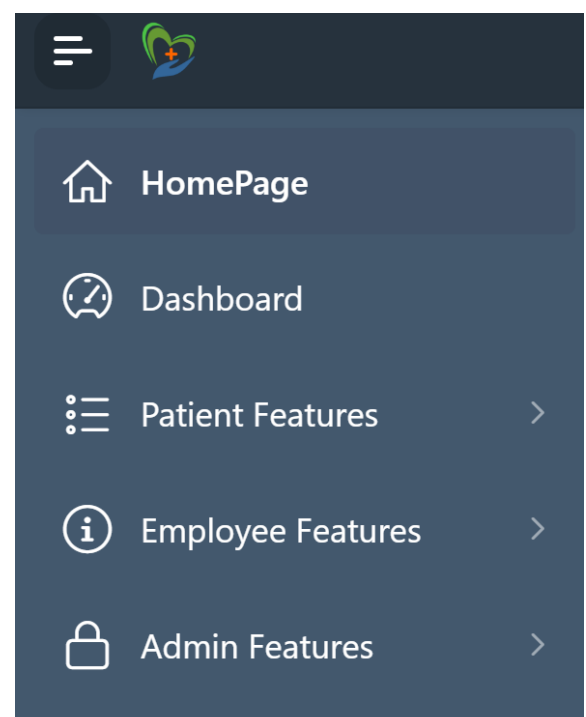 HomePage
Dashboard
Patient Features
Employee Features
Admin Features